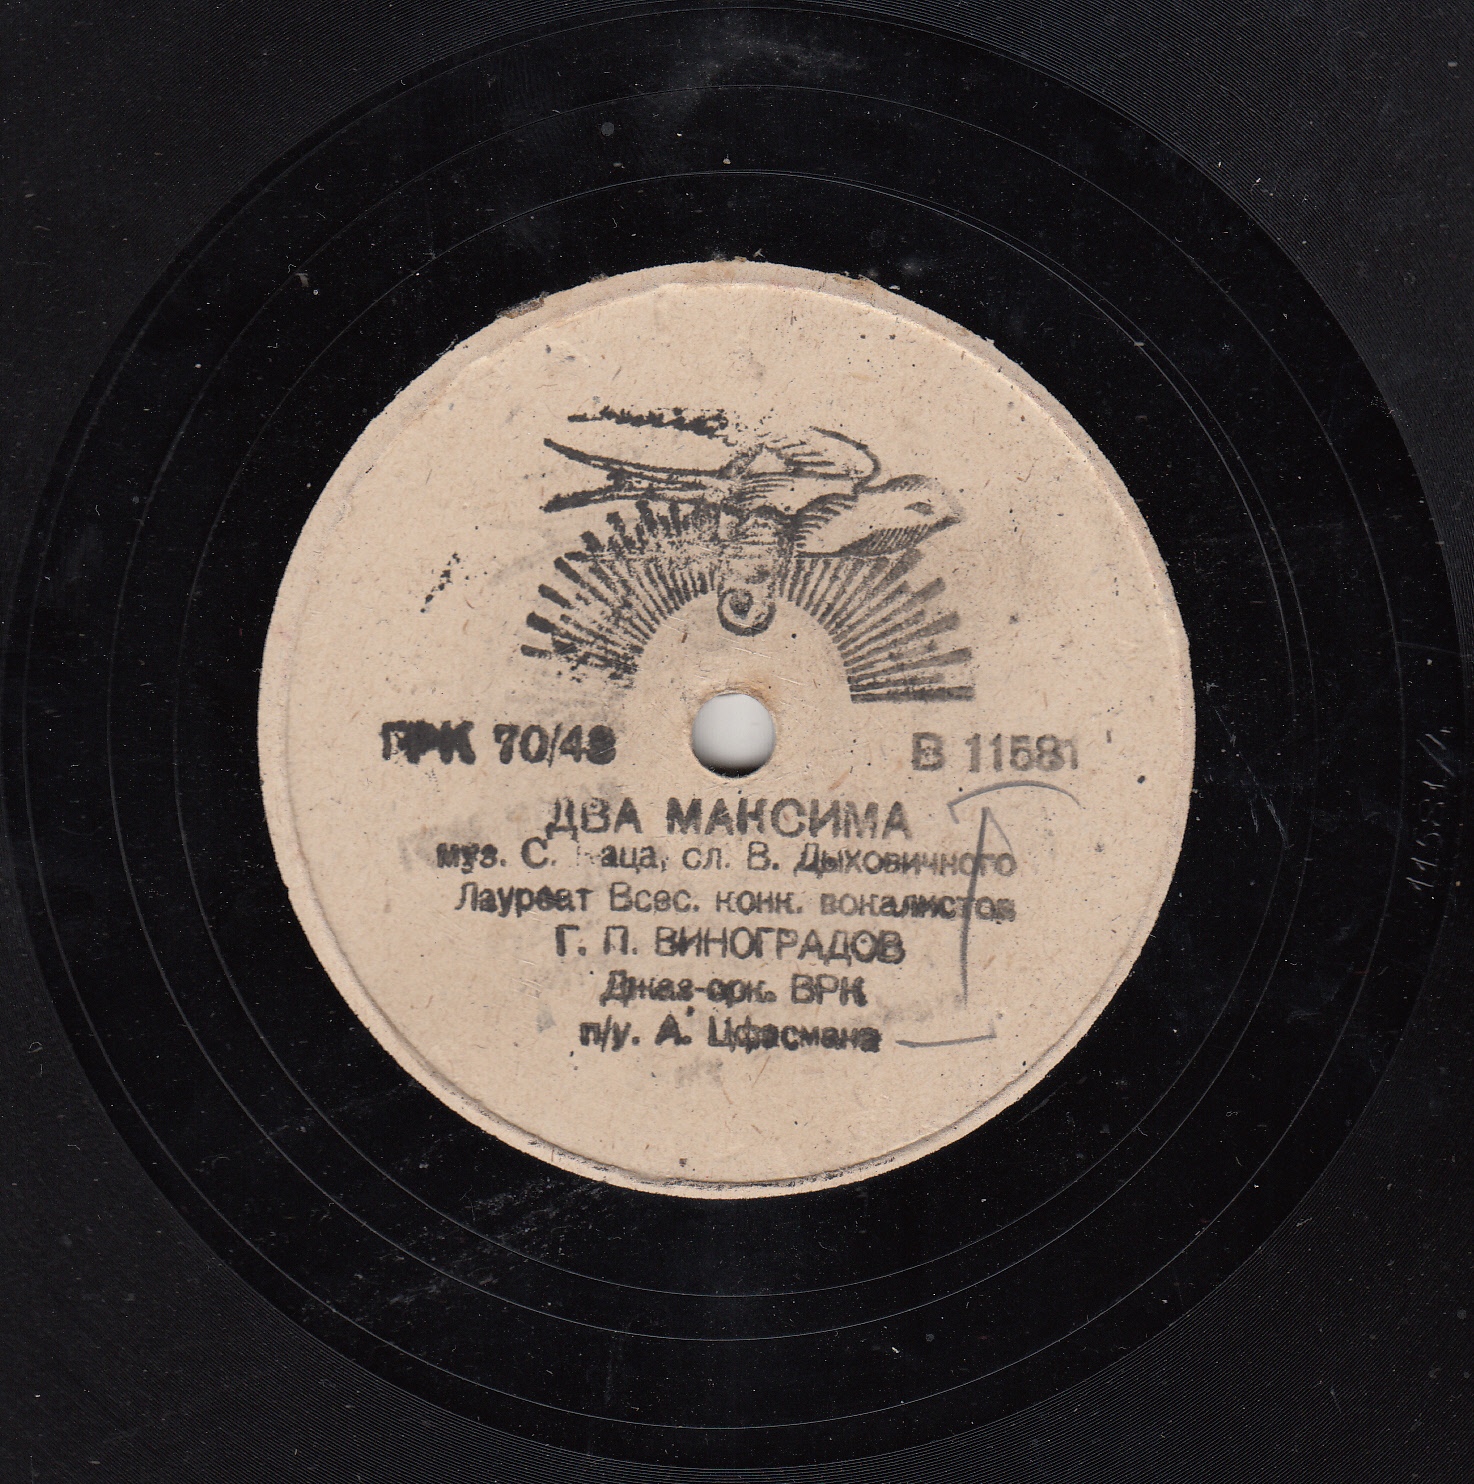 ГРК 70/48
В 11581
ДВА МАКСИМА
муз. С. аца, сл. В. Дыховичного
Лауреат Всес. конк. вокалистов
Г. П. ВИНОГРАДОВ
Джаз-орк. ВРК
п/у. А. Цфасмана